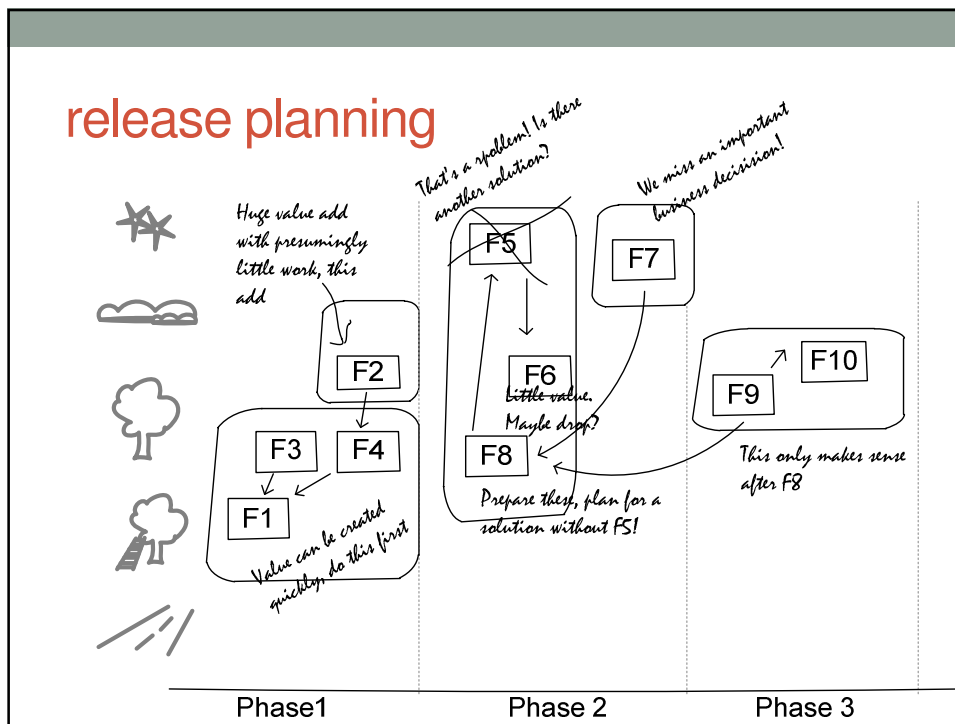 release planning
That's a rpoblem! Is there
another solution?
We miss an important
business decisision!
Huge value add
with presumingly
little work, this
add
F5
F7
F2
F6
F10
F9
Little value.
Maybe drop?
F3
F4
F8
This only makes sense
after F8
F1
Prepare these, plan for a
solution without F5!
Value can be created
quickly, do this first
Phase1
Phase 2
Phase 3